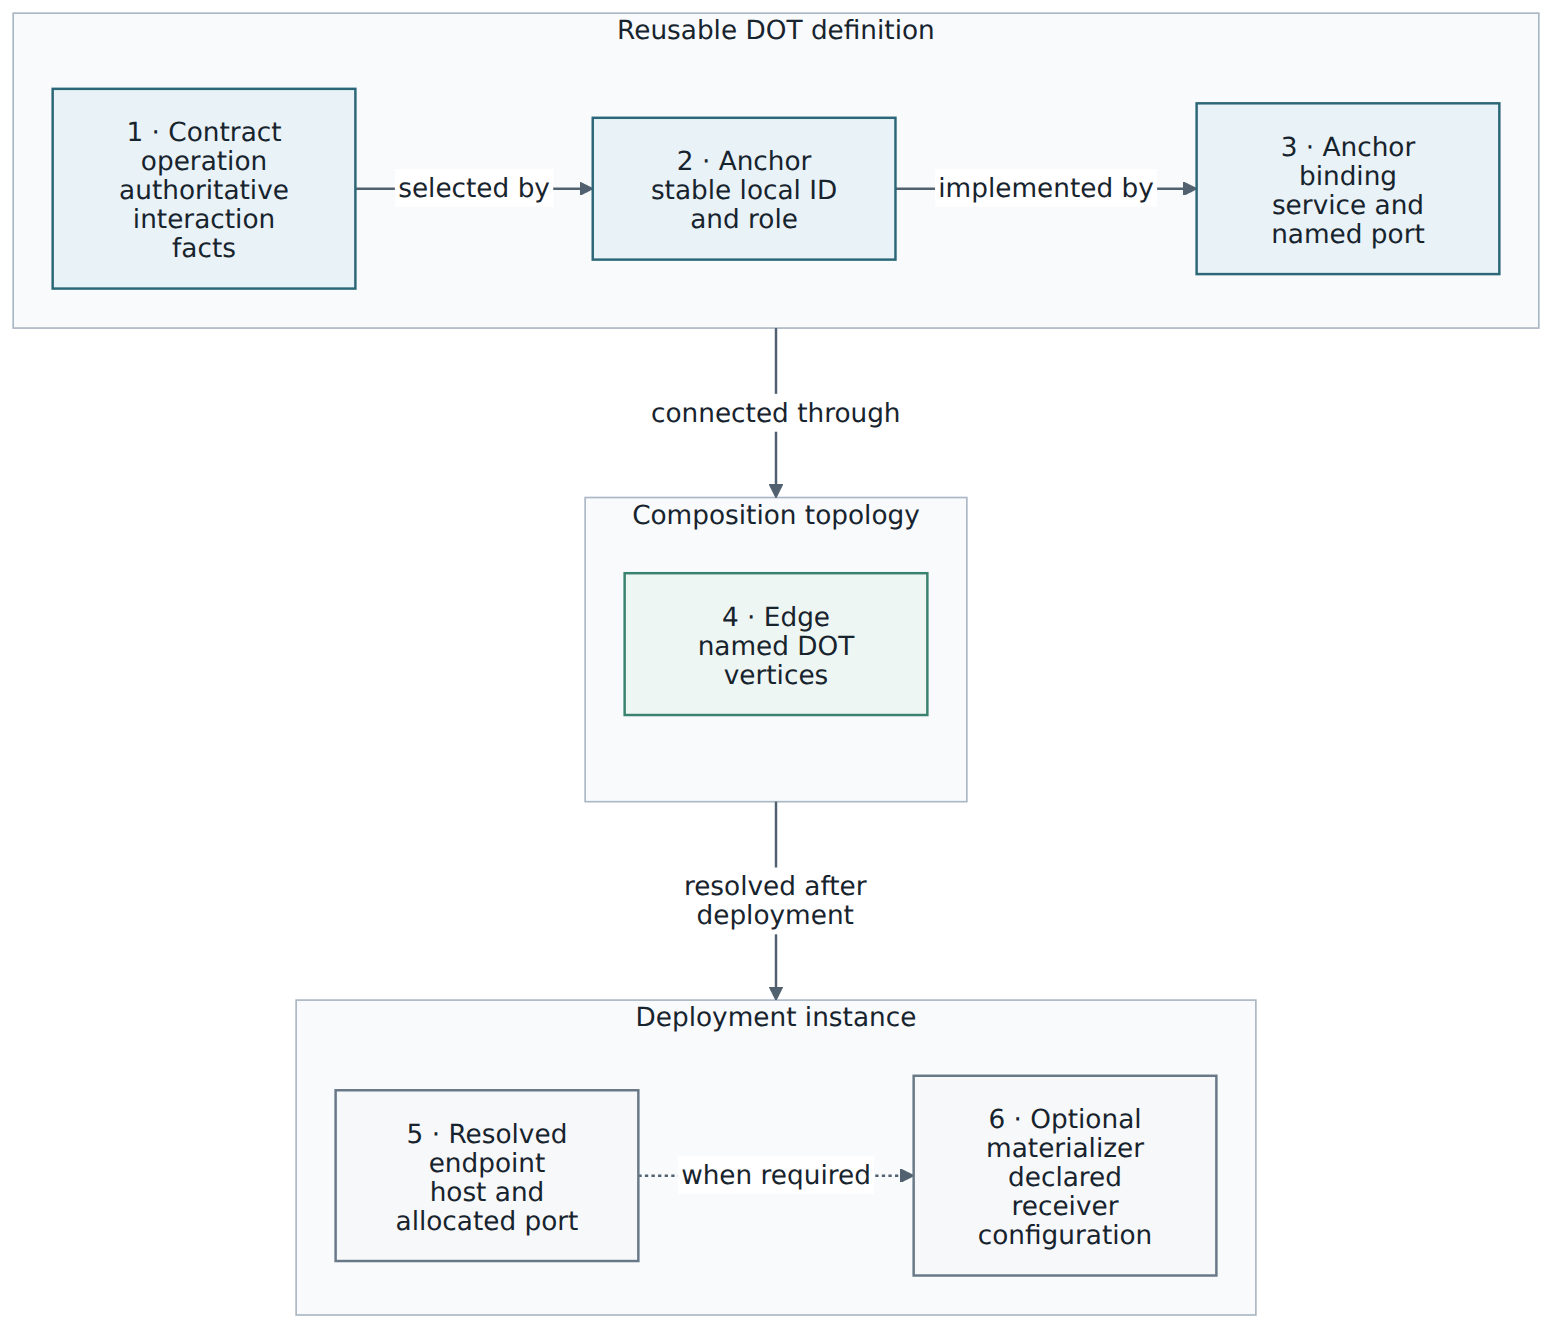 Reusable DOT definition
1 · Contract
operation
authoritative
interaction
facts
selected by
2 · Anchor
stable local ID
and role
implemented by
3 · Anchor
binding
service and
named port
connected through
Composition topology
4 · Edge
named DOT
vertices
resolved after
deployment
Deployment instance
5 · Resolved
endpoint
host and
allocated port
when required
6 · Optional
materializer
declared
receiver
configuration